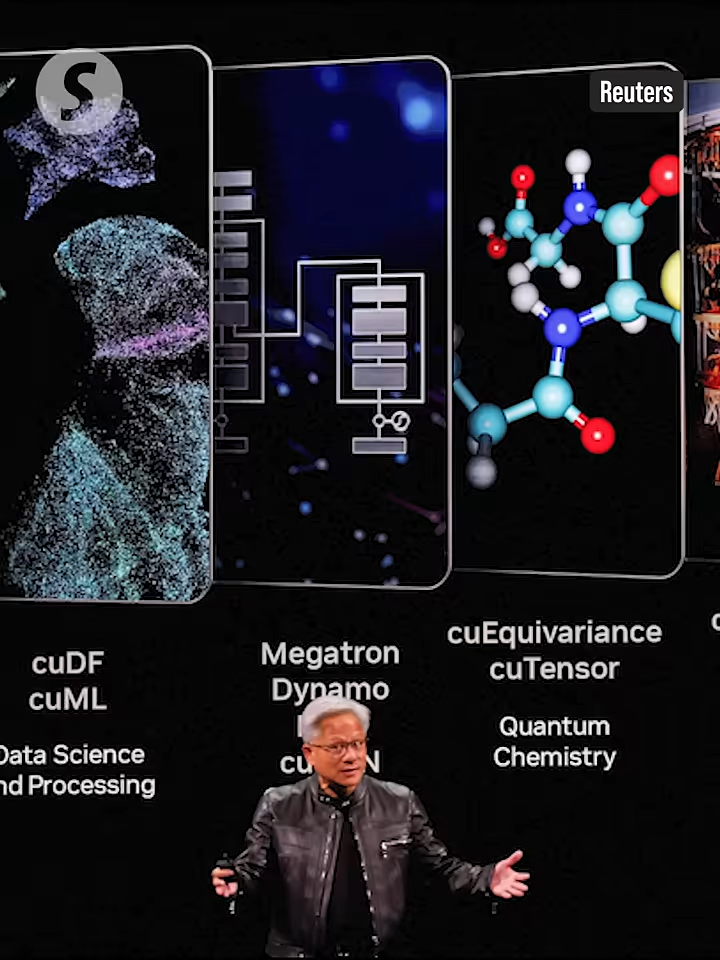 S
Reuters
cuDF
cuML
Data Science
nd Processing
Megatron
Dynamo
cuEquivariance
cuTensor
Quantum
Chemistry